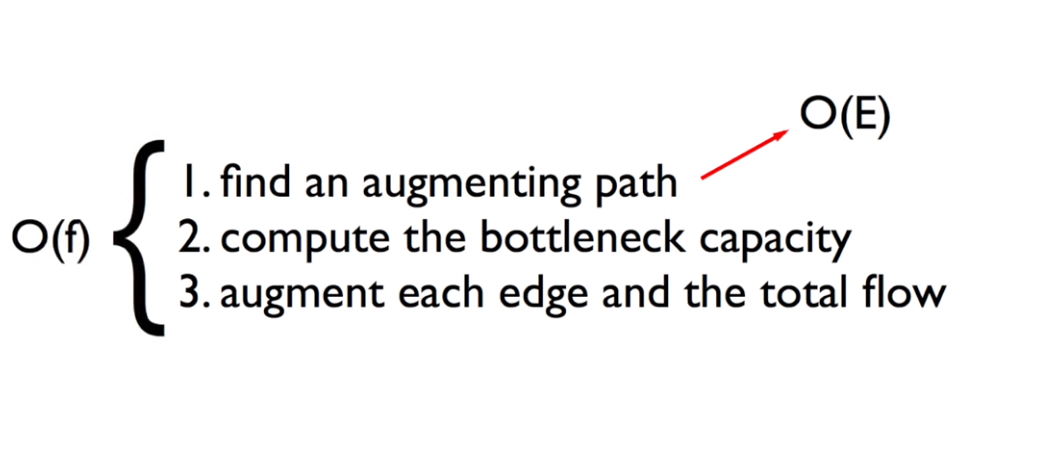 O(E)
1. find an augmenting path
O(f)
2. compute the bottleneck capacity
3. augment each edge and the total flow